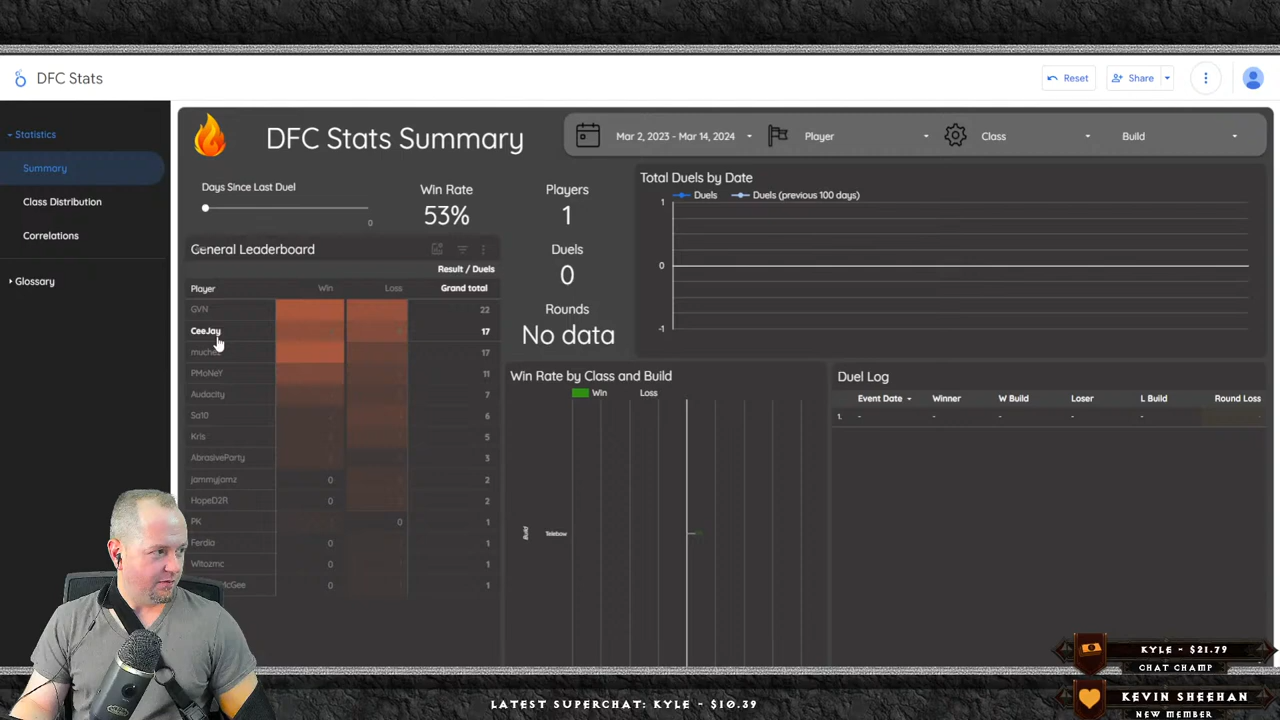 DFC Stats
Reset
Share
Statistics
Summary
Class Distribution
Correlations
Glossary
DFC Stats Summary
Mar 2, 2023 - Mar 14, 2024
Player
Class
Build
Days Since Last Duel
0
Win Rate
53%
Players
1
Duels
0
Rounds
No data
Total Duels by Date
Duels
Duels (previous 100 days)
1
0
-1
General Leaderboard
Result / Duels
Player Win Loss Grand total
GVN 22
CeeJay 17
17
PMoNeY 11
Audacity 7
Sa10 6
Kris 5
AbrasiveParty 3
jammyjamz 0 2
HopeD2R 0 2
PK 0 1
Ferdia 0 1
Witozmc 0 1
McGee 0 1
Win Rate by Class and Build
Win Loss
Build
Telebow
Duel Log
Event Date Winner W Build Loser L Build Round Loss
1. - - - - -
KYLE - $21.79
CHAT CHAMP
KEVIN SHEEHAN
NEW MEMBER
LATEST SUPERCHAT: KYLE - $10.39